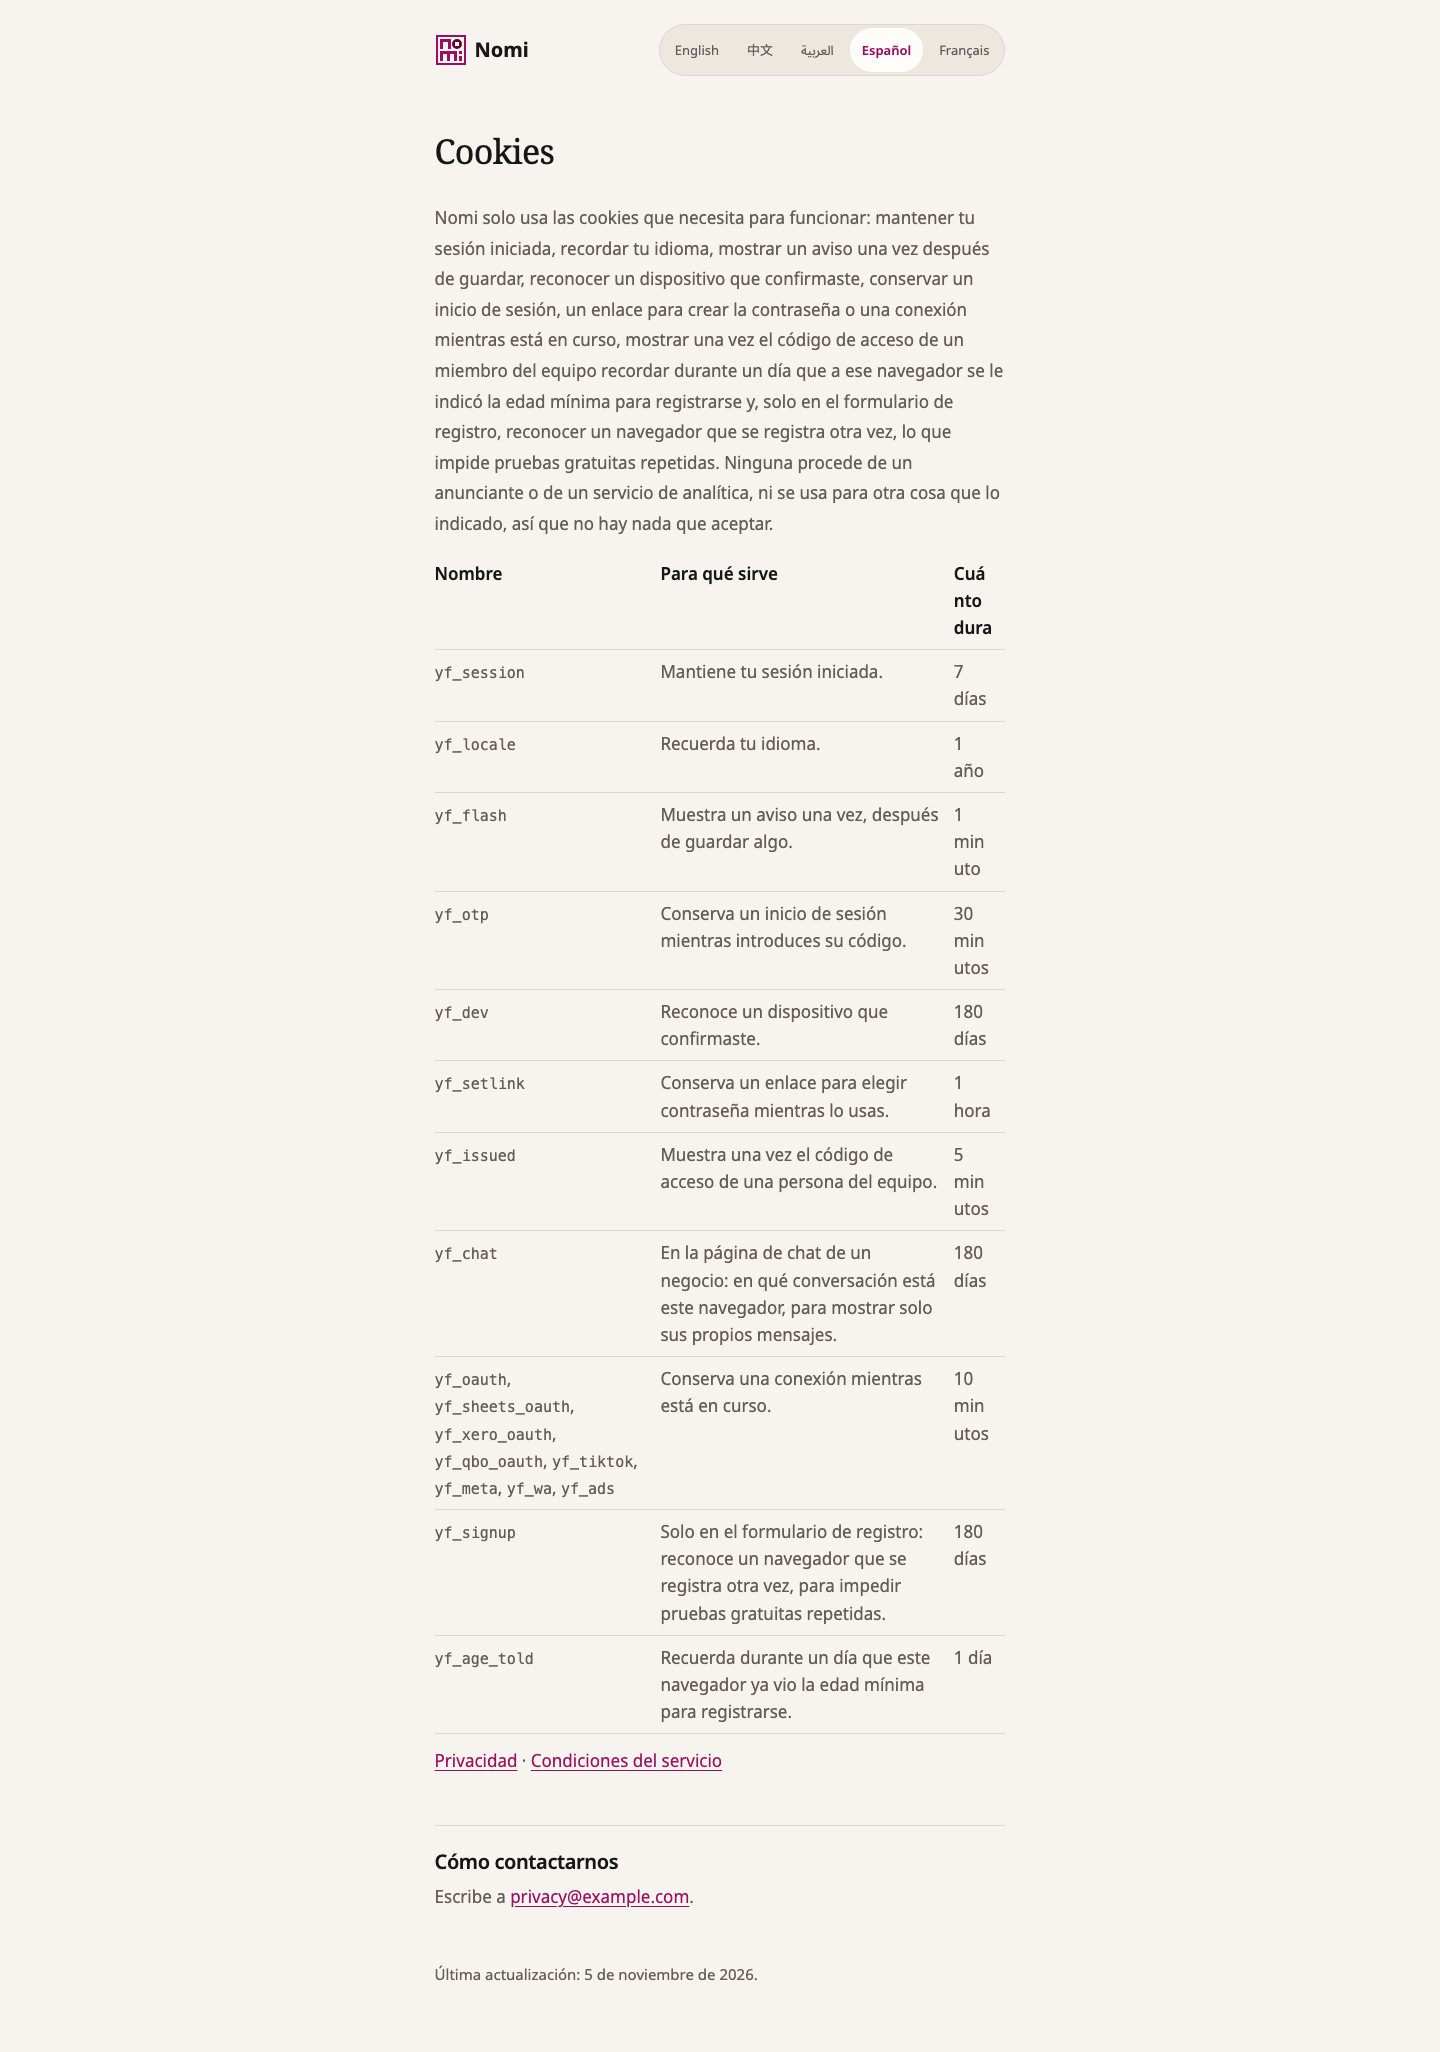 Nomi
English 中文 العربية Español Français
Cookies
Nomi solo usa las cookies que necesita para funcionar: mantener tu
sesión iniciada, recordar tu idioma, mostrar un aviso una vez después
de guardar, reconocer un dispositivo que confirmaste, conservar un
inicio de sesión, un enlace para crear la contraseña o una conexión
mientras está en curso, mostrar una vez el código de acceso de un
miembro del equipo recordar durante un día que a ese navegador se le
indicó la edad mínima para registrarse y, solo en el formulario de
registro, reconocer un navegador que se registra otra vez, lo que
impide pruebas gratuitas repetidas. Ninguna procede de un
anunciante o de un servicio de analítica, ni se usa para otra cosa que lo
indicado, así que no hay nada que aceptar.
Nombre Para qué sirve Cuá
nto
dura
yf_session Mantiene tu sesión iniciada. 7
días
yf_locale Recuerda tu idioma. 1
año
yf_flash Muestra un aviso una vez, después 1
de guardar algo. min
uto
yf_otp Conserva un inicio de sesión 30
mientras introduces su código. min
utos
yf_dev Reconoce un dispositivo que 180
confirmaste. días
yf_setlink Conserva un enlace para elegir 1
contraseña mientras lo usas. hora
yf_issued Muestra una vez el código de 5
acceso de una persona del equipo. min
utos
yf_chat En la página de chat de un 180
negocio: en qué conversación está días
este navegador, para mostrar solo
sus propios mensajes.
yf_oauth, Conserva una conexión mientras 10
yf_sheets_oauth, está en curso. min
yf_xero_oauth, utos
yf_qbo_oauth, yf_tiktok,
yf_meta, yf_wa, yf_ads
yf_signup Solo en el formulario de registro: 180
reconoce un navegador que se días
registra otra vez, para impedir
pruebas gratuitas repetidas.
yf_age_told Recuerda durante un día que este 1 día
navegador ya vio la edad mínima
para registrarse.
Privacidad · Condiciones del servicio
Cómo contactarnos
Escribe a privacy@example.com.
Última actualización: 5 de noviembre de 2026.